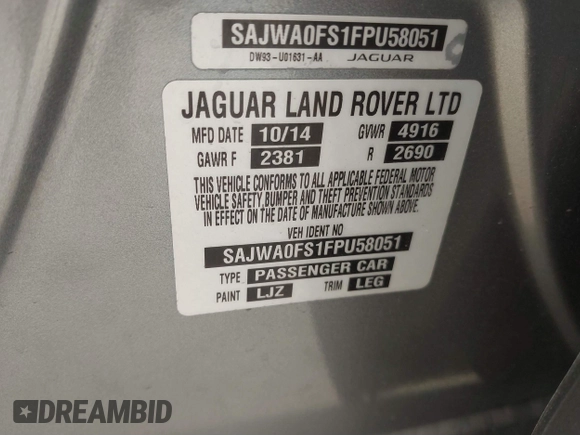 SAJWA0FS1FPU58051
DW93-U01631-AA JAGUAR
JAGUAR LAND ROVER LTD
MFD DATE 10/14 GVWR 4916
GAWR F 2381 R 2690
THIS VEHICLE CONFORMS TO ALL APPLICABLE FEDERAL MOTOR
VEHICLE SAFETY,BUMPER AND THEFT PREVENTION STANDARDS
IN EFFECT ON THE DATE OF MANUFACTURE SHOWN ABOVE.
VEH IDENT NO
SAJWA0FS1FPU58051
TYPE PASSENGER CAR
PAINT LJZ TRIM LEG
DREAMBID